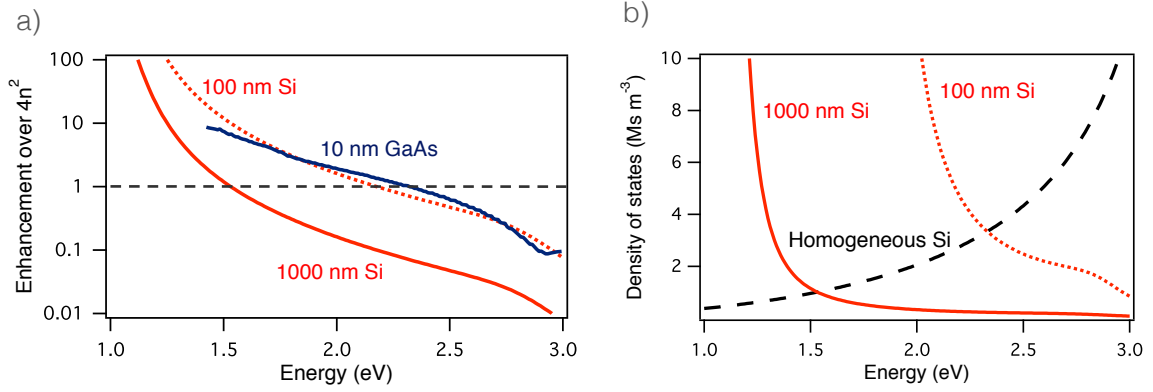 a)
Enhancement over 4n²
100
10
1
0.1
0.01
100 nm Si
10 nm GaAs
1000 nm Si
1.0 1.5 2.0 2.5 3.0
Energy (eV)
b)
Density of states (Ms m⁻³)
10
8
6
4
2
1000 nm Si
100 nm Si
Homogeneous Si
1.0 1.5 2.0 2.5 3.0
Energy (eV)